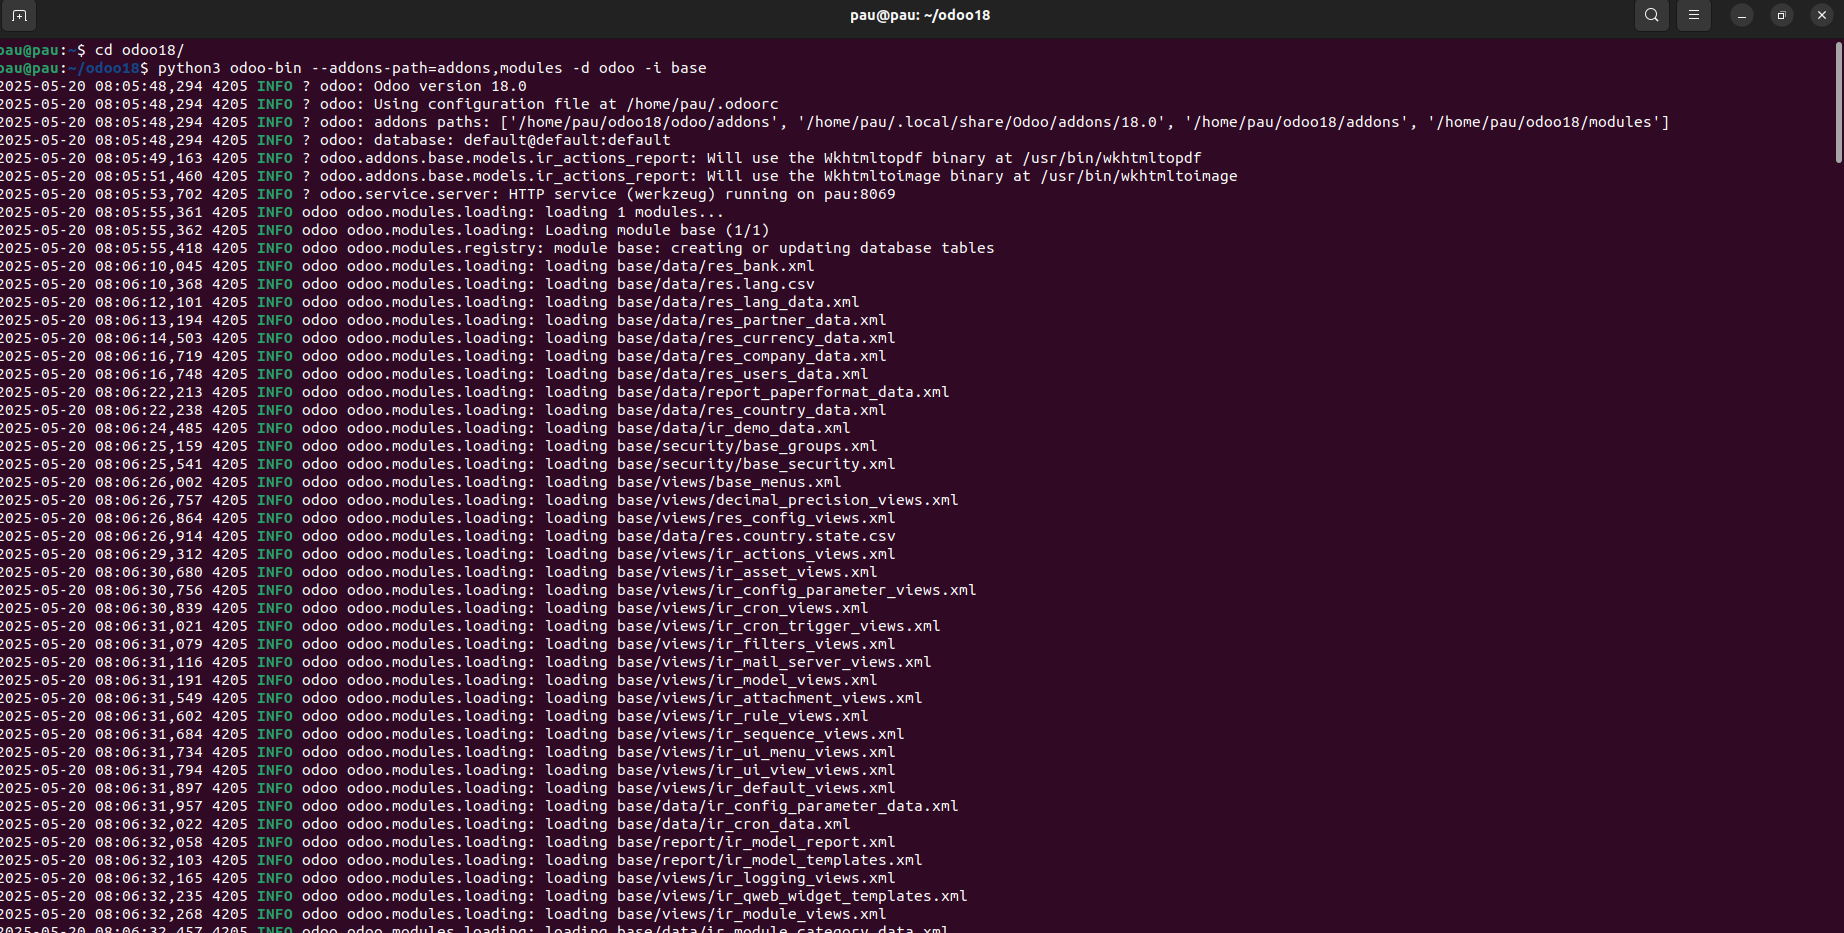 pau@pau: ~/odoo18
pau@pau:~$ cd odoo18/
pau@pau:~/odoo18$ python3 odoo-bin --addons-path=addons,modules -d odoo -i base
2025-05-20 08:05:48,294 4205 INFO ? odoo: Odoo version 18.0
2025-05-20 08:05:48,294 4205 INFO ? odoo: Using configuration file at /home/pau/.odoorc
2025-05-20 08:05:48,294 4205 INFO ? odoo: addons paths: ['/home/pau/odoo18/odoo/addons', '/home/pau/.local/share/Odoo/addons/18.0', '/home/pau/odoo18/addons', '/home/pau/odoo18/modules']
2025-05-20 08:05:48,294 4205 INFO ? odoo: database: default@default:default
2025-05-20 08:05:49,163 4205 INFO ? odoo.addons.base.models.ir_actions_report: Will use the Wkhtmltopdf binary at /usr/bin/wkhtmltopdf
2025-05-20 08:05:51,460 4205 INFO ? odoo.addons.base.models.ir_actions_report: Will use the Wkhtmltoimage binary at /usr/bin/wkhtmltoimage
2025-05-20 08:05:53,702 4205 INFO ? odoo.service.server: HTTP service (werkzeug) running on pau:8069
2025-05-20 08:05:55,361 4205 INFO odoo odoo.modules.loading: loading 1 modules...
2025-05-20 08:05:55,362 4205 INFO odoo odoo.modules.loading: Loading module base (1/1)
2025-05-20 08:05:55,418 4205 INFO odoo odoo.modules.registry: module base: creating or updating database tables
2025-05-20 08:06:10,045 4205 INFO odoo odoo.modules.loading: loading base/data/res_bank.xml
2025-05-20 08:06:10,368 4205 INFO odoo odoo.modules.loading: loading base/data/res.lang.csv
2025-05-20 08:06:12,101 4205 INFO odoo odoo.modules.loading: loading base/data/res_lang_data.xml
2025-05-20 08:06:13,194 4205 INFO odoo odoo.modules.loading: loading base/data/res_partner_data.xml
2025-05-20 08:06:14,503 4205 INFO odoo odoo.modules.loading: loading base/data/res_currency_data.xml
2025-05-20 08:06:16,719 4205 INFO odoo odoo.modules.loading: loading base/data/res_company_data.xml
2025-05-20 08:06:16,748 4205 INFO odoo odoo.modules.loading: loading base/data/res_users_data.xml
2025-05-20 08:06:22,213 4205 INFO odoo odoo.modules.loading: loading base/data/report_paperformat_data.xml
2025-05-20 08:06:22,238 4205 INFO odoo odoo.modules.loading: loading base/data/res_country_data.xml
2025-05-20 08:06:24,485 4205 INFO odoo odoo.modules.loading: loading base/data/ir_demo_data.xml
2025-05-20 08:06:25,159 4205 INFO odoo odoo.modules.loading: loading base/security/base_groups.xml
2025-05-20 08:06:25,541 4205 INFO odoo odoo.modules.loading: loading base/security/base_security.xml
2025-05-20 08:06:26,002 4205 INFO odoo odoo.modules.loading: loading base/views/base_menus.xml
2025-05-20 08:06:26,757 4205 INFO odoo odoo.modules.loading: loading base/views/decimal_precision_views.xml
2025-05-20 08:06:26,864 4205 INFO odoo odoo.modules.loading: loading base/views/res_config_views.xml
2025-05-20 08:06:26,914 4205 INFO odoo odoo.modules.loading: loading base/data/res.country.state.csv
2025-05-20 08:06:29,312 4205 INFO odoo odoo.modules.loading: loading base/views/ir_actions_views.xml
2025-05-20 08:06:30,680 4205 INFO odoo odoo.modules.loading: loading base/views/ir_asset_views.xml
2025-05-20 08:06:30,756 4205 INFO odoo odoo.modules.loading: loading base/views/ir_config_parameter_views.xml
2025-05-20 08:06:30,839 4205 INFO odoo odoo.modules.loading: loading base/views/ir_cron_views.xml
2025-05-20 08:06:31,021 4205 INFO odoo odoo.modules.loading: loading base/views/ir_cron_trigger_views.xml
2025-05-20 08:06:31,079 4205 INFO odoo odoo.modules.loading: loading base/views/ir_filters_views.xml
2025-05-20 08:06:31,116 4205 INFO odoo odoo.modules.loading: loading base/views/ir_mail_server_views.xml
2025-05-20 08:06:31,191 4205 INFO odoo odoo.modules.loading: loading base/views/ir_model_views.xml
2025-05-20 08:06:31,549 4205 INFO odoo odoo.modules.loading: loading base/views/ir_attachment_views.xml
2025-05-20 08:06:31,602 4205 INFO odoo odoo.modules.loading: loading base/views/ir_rule_views.xml
2025-05-20 08:06:31,684 4205 INFO odoo odoo.modules.loading: loading base/views/ir_sequence_views.xml
2025-05-20 08:06:31,734 4205 INFO odoo odoo.modules.loading: loading base/views/ir_ui_menu_views.xml
2025-05-20 08:06:31,794 4205 INFO odoo odoo.modules.loading: loading base/views/ir_ui_view_views.xml
2025-05-20 08:06:31,897 4205 INFO odoo odoo.modules.loading: loading base/views/ir_default_views.xml
2025-05-20 08:06:31,957 4205 INFO odoo odoo.modules.loading: loading base/data/ir_config_parameter_data.xml
2025-05-20 08:06:32,022 4205 INFO odoo odoo.modules.loading: loading base/data/ir_cron_data.xml
2025-05-20 08:06:32,058 4205 INFO odoo odoo.modules.loading: loading base/report/ir_model_report.xml
2025-05-20 08:06:32,103 4205 INFO odoo odoo.modules.loading: loading base/report/ir_model_templates.xml
2025-05-20 08:06:32,165 4205 INFO odoo odoo.modules.loading: loading base/views/ir_logging_views.xml
2025-05-20 08:06:32,235 4205 INFO odoo odoo.modules.loading: loading base/views/ir_qweb_widget_templates.xml
2025-05-20 08:06:32,268 4205 INFO odoo odoo.modules.loading: loading base/views/ir_module_views.xml
2025-05-20 08:06:32,457 4205 INFO odoo odoo.modules.loading: loading base/data/ir_module_category_data.xml